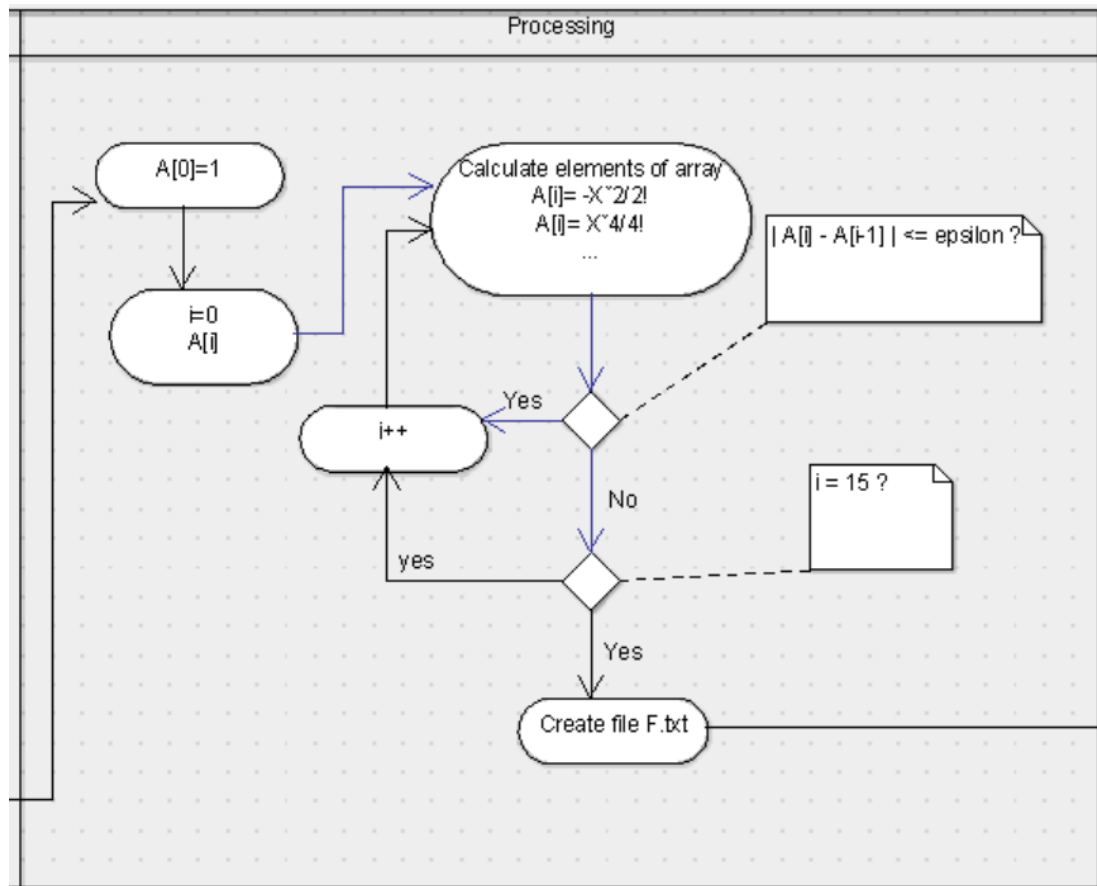 Processing
A[0]=1
i=0
A[i]
Calculate elements of array
A[i]= -X^2/2!
A[i]= X^4/4!
...
| A[i] - A[i-1] | <= epsilon ?
Yes
i++
No
i = 15 ?
yes
Yes
Create file F.txt